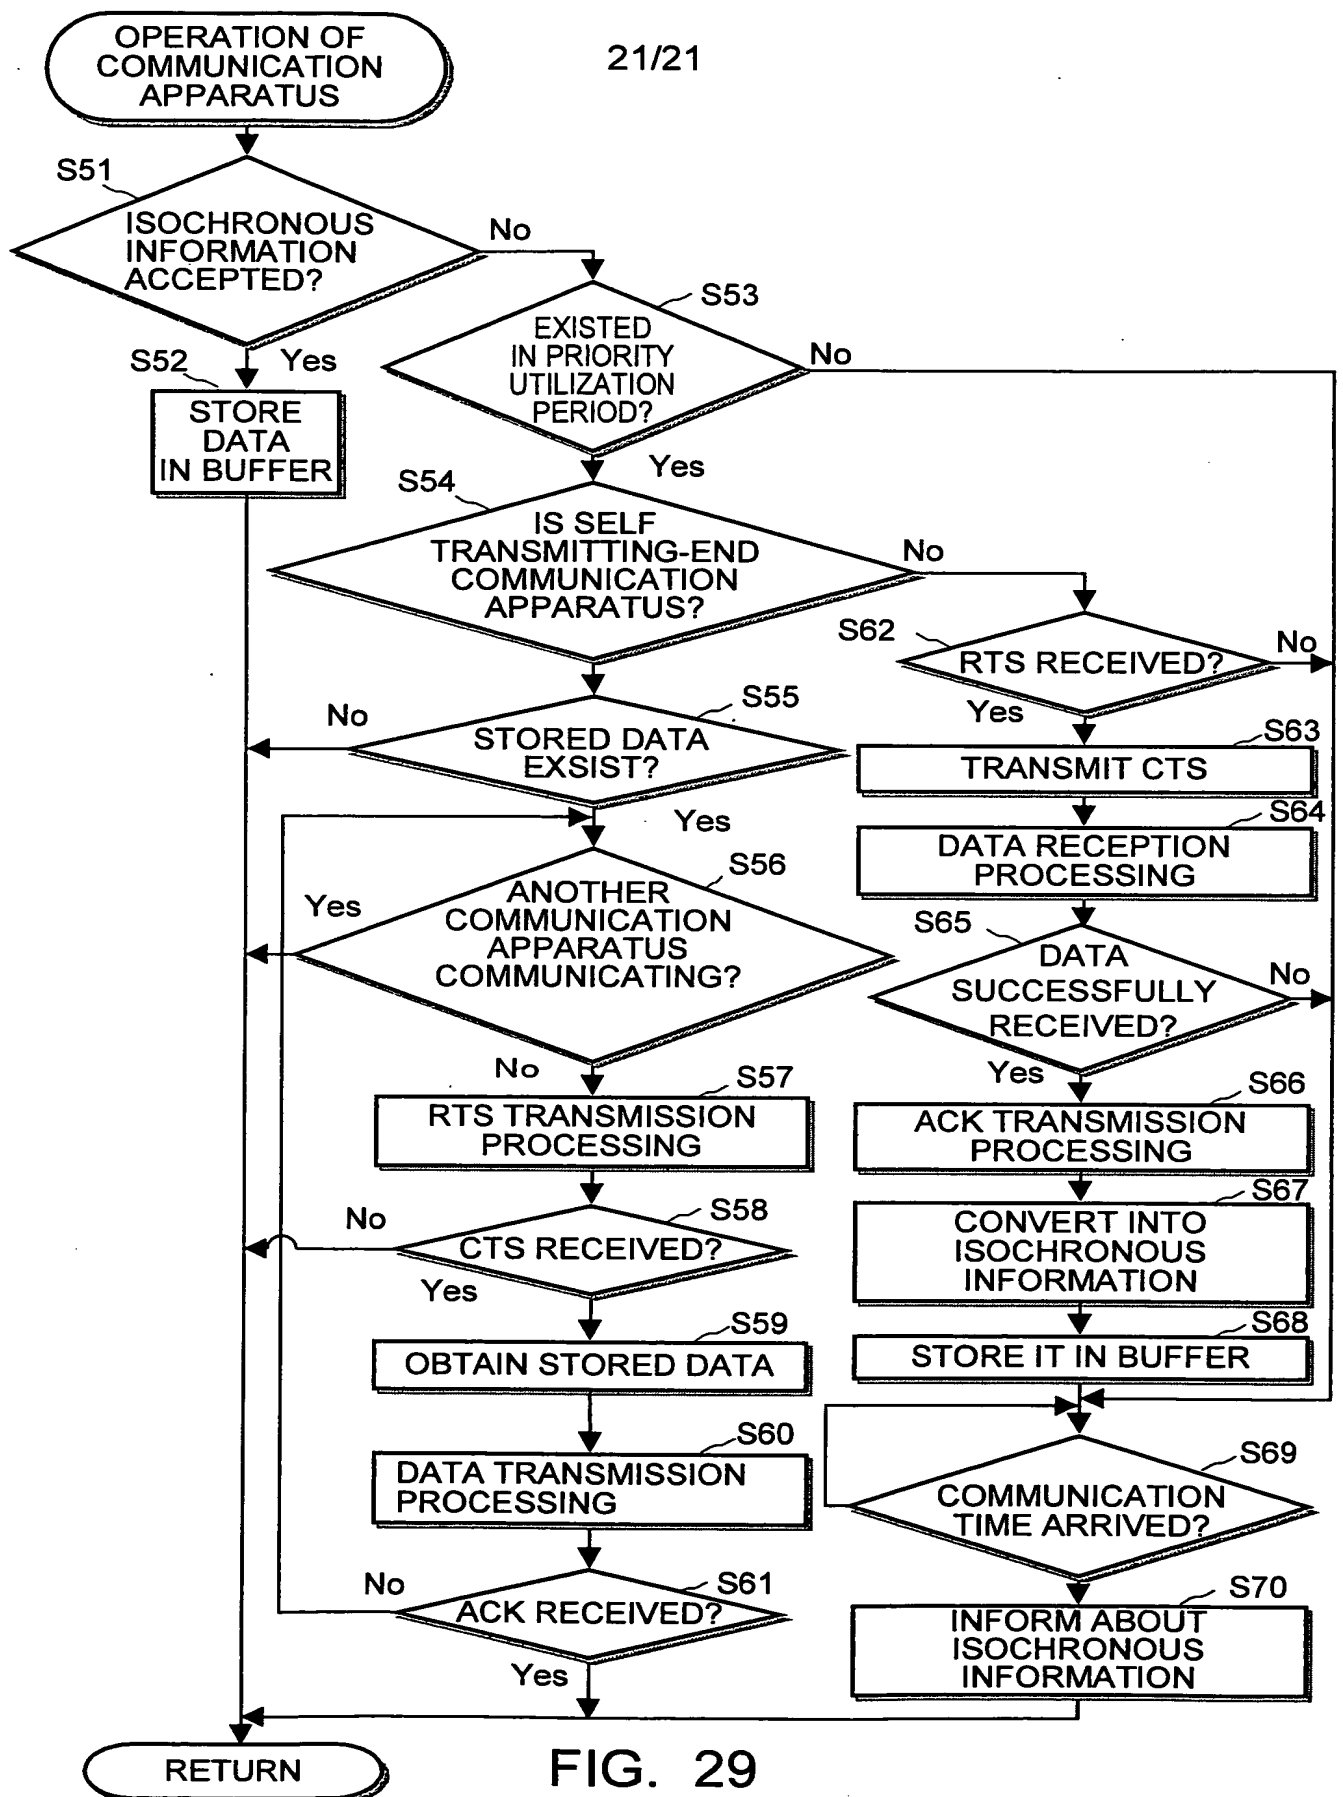 OPERATION OF
COMMUNICATION
APPARATUS
21/21
S51
ISOCHRONOUS
INFORMATION
ACCEPTED?
No
Yes
S52
STORE
DATA
IN BUFFER
S53
EXISTED
IN PRIORITY
UTILIZATION
PERIOD?
No
Yes
S54
IS SELF
TRANSMITTING-END
COMMUNICATION
APPARATUS?
No
S55
STORED DATA
EXSIST?
No
Yes
S56
ANOTHER
COMMUNICATION
APPARATUS
COMMUNICATING?
Yes
No
S57
RTS TRANSMISSION
PROCESSING
S58
CTS RECEIVED?
No
Yes
S59
OBTAIN STORED DATA
S60
DATA TRANSMISSION
PROCESSING
S61
ACK RECEIVED?
No
Yes
S62
RTS RECEIVED?
No
Yes
S63
TRANSMIT CTS
S64
DATA RECEPTION
PROCESSING
S65
DATA
SUCCESSFULLY
RECEIVED?
No
Yes
S66
ACK TRANSMISSION
PROCESSING
S67
CONVERT INTO
ISOCHRONOUS
INFORMATION
S68
STORE IT IN BUFFER
S69
COMMUNICATION
TIME ARRIVED?
S70
INFORM ABOUT
ISOCHRONOUS
INFORMATION
RETURN
FIG. 29